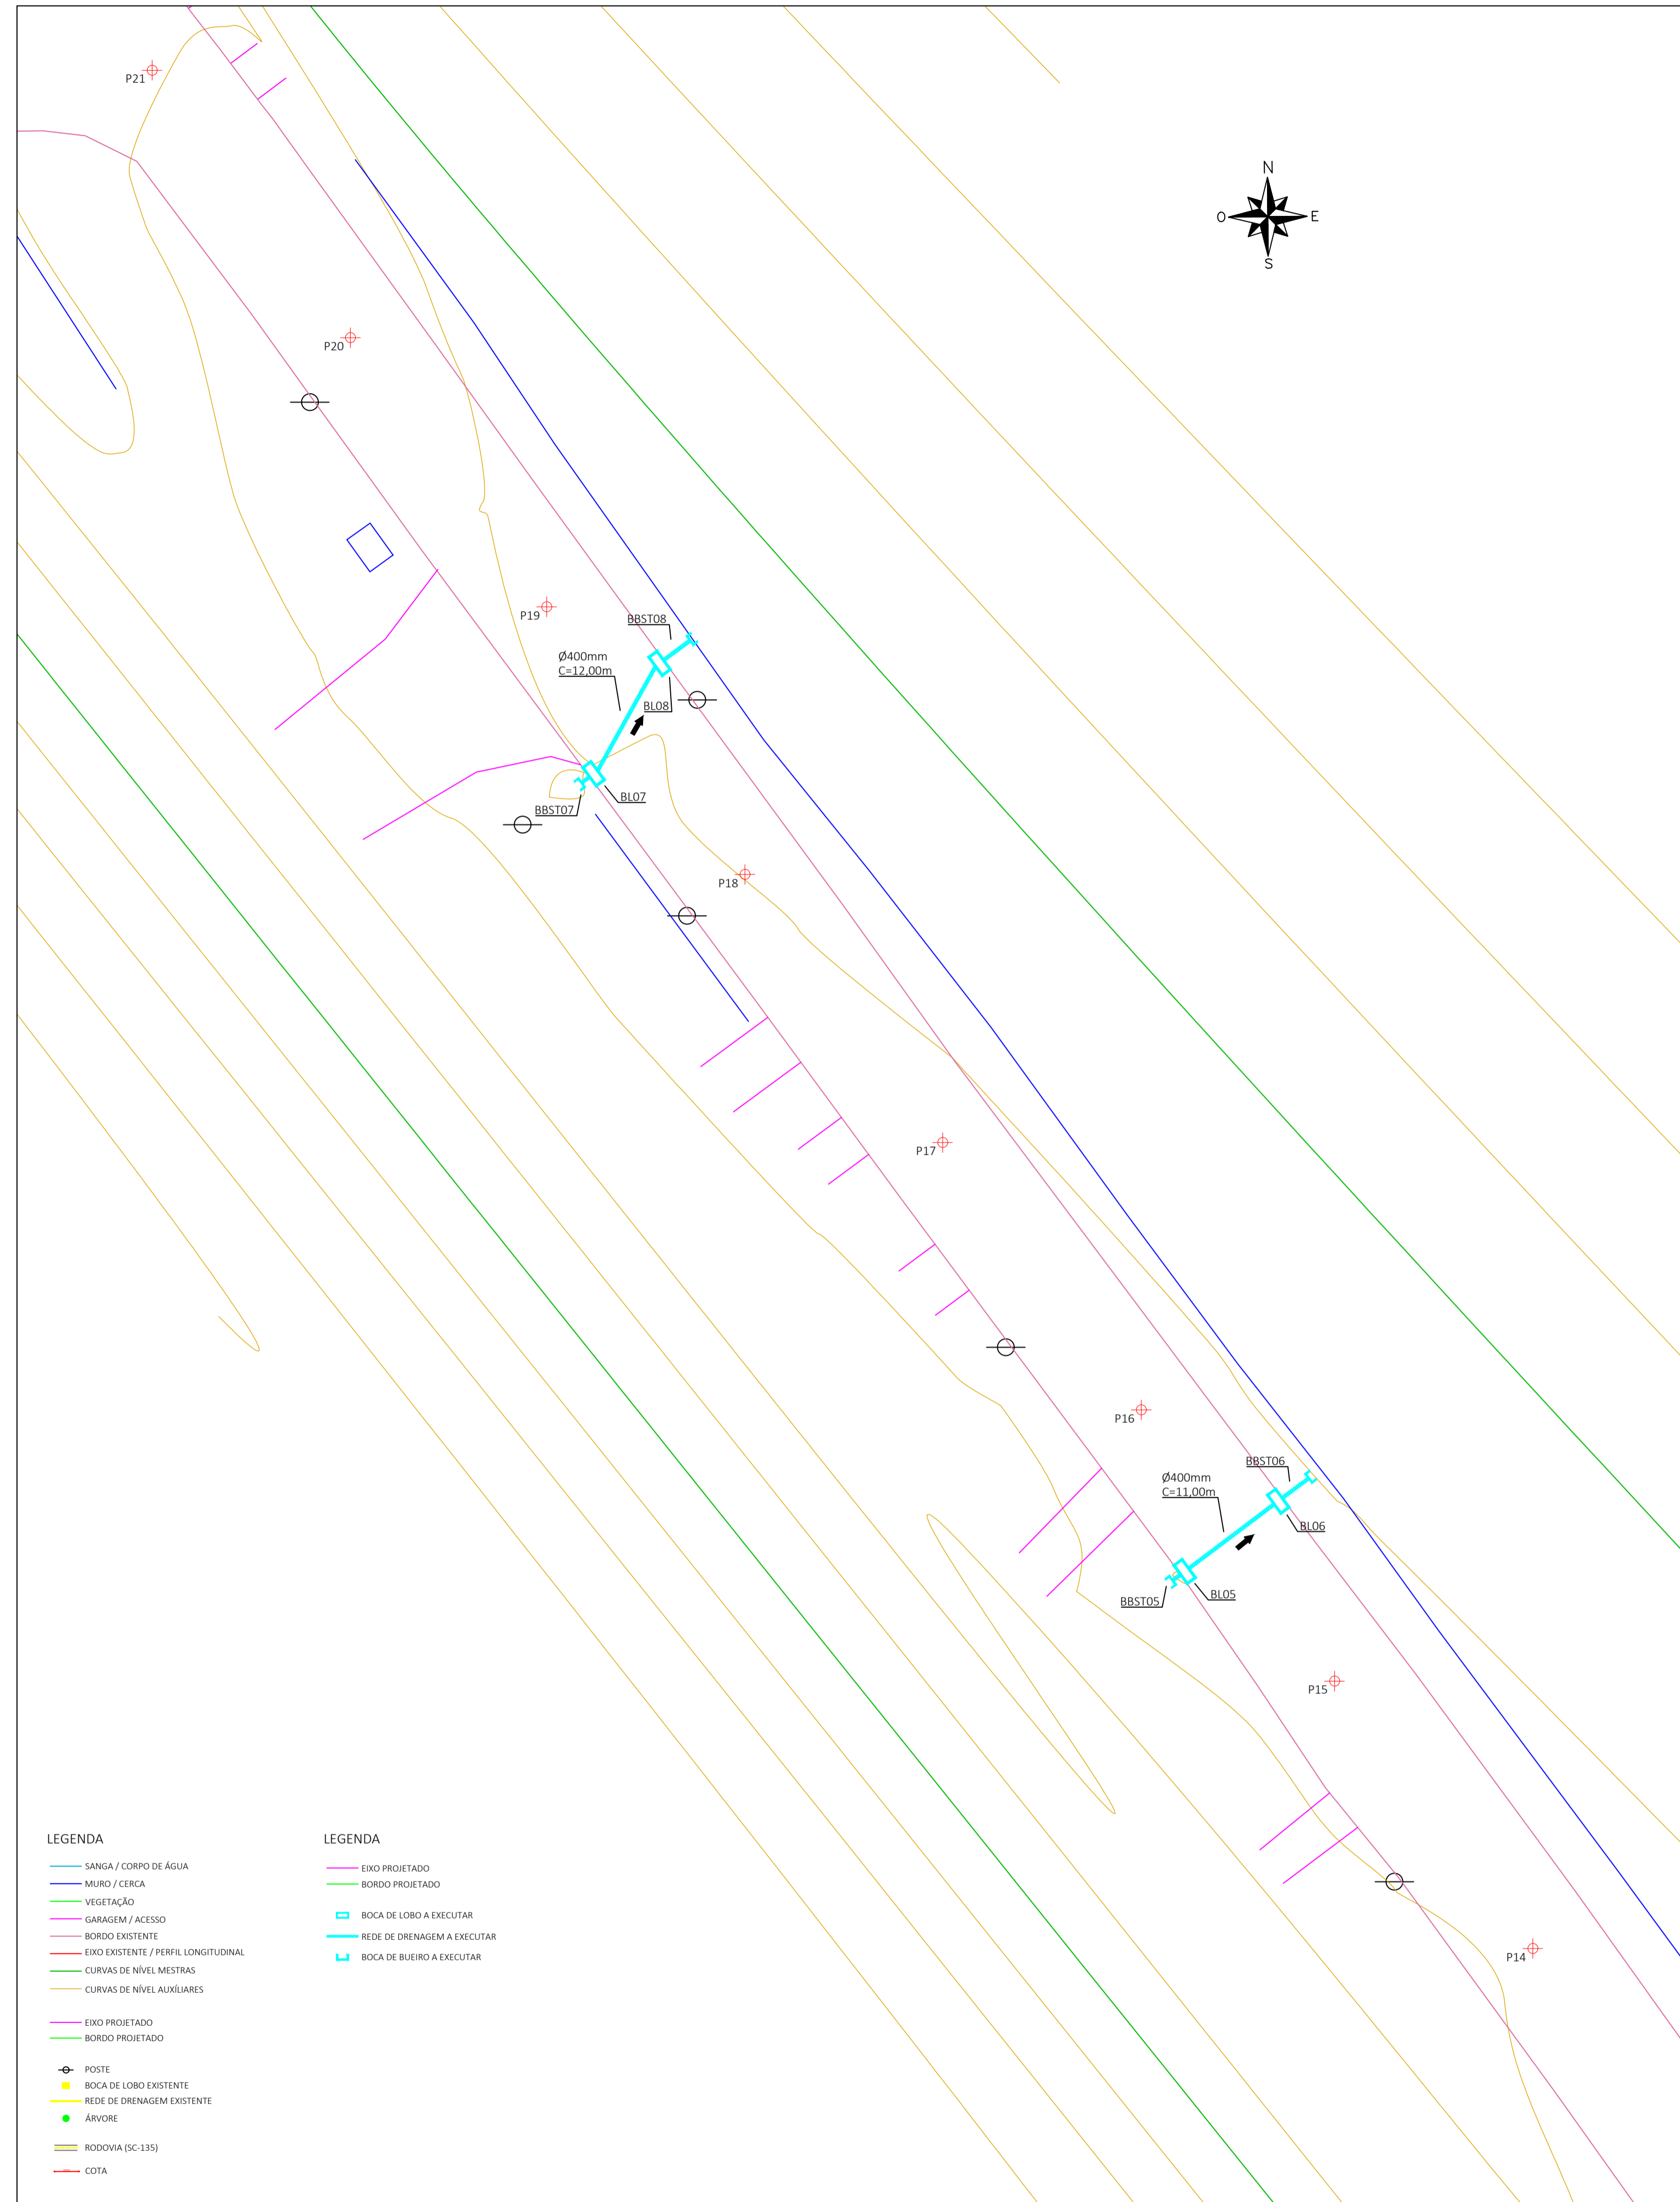 P21
N
O
E
S
P20
P19
BBST08
Ø400mm
C=12,00m
BL08
BL07
BBST07
P18
P17
P16
BBST06
Ø400mm
C=11,00m
BL06
BL05
BBST05
P15
P14
LEGENDA
SANGA / CORPO DE ÁGUA
MURO / CERCA
VEGETAÇÃO
GARAGEM / ACESSO
BORDO EXISTENTE
EIXO EXISTENTE / PERFIL LONGITUDINAL
CURVAS DE NÍVEL MESTRAS
CURVAS DE NÍVEL AUXÍLIARES
EIXO PROJETADO
BORDO PROJETADO
POSTE
BOCA DE LOBO EXISTENTE
REDE DE DRENAGEM EXISTENTE
ÁRVORE
RODOVIA (SC-135)
COTA
LEGENDA
EIXO PROJETADO
BORDO PROJETADO
BOCA DE LOBO A EXECUTAR
REDE DE DRENAGEM A EXECUTAR
BOCA DE BUEIRO A EXECUTAR